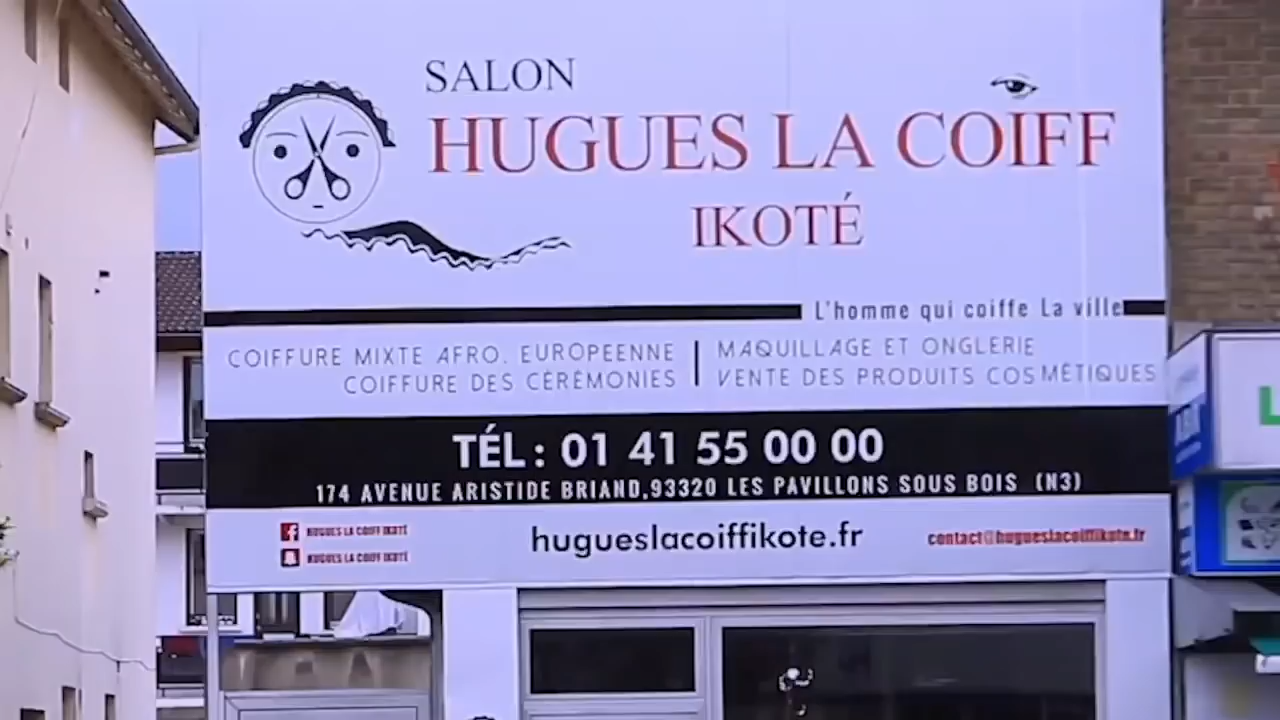 SALON
HUGUES LA COIFF
IKOTÉ
L'homme qui coiffe La ville
COIFFURE MIXTE AFRO. EUROPEENNE
COIFFURE DES CÉRÉMONIES
MAQUILLAGE ET ONGLERIE
VENTE DES PRODUITS COSMÉTIQUES
TÉL : 01 41 55 00 00
174 AVENUE ARISTIDE BRIAND,93320 LES PAVILLONS SOUS BOIS (N3)
HUGUES LA COIFF IKOTÉ
HUGUES LA COIFF IKOTÉ
hugueslacoiffikote.fr
contact@hugueslacoiffikote.fr